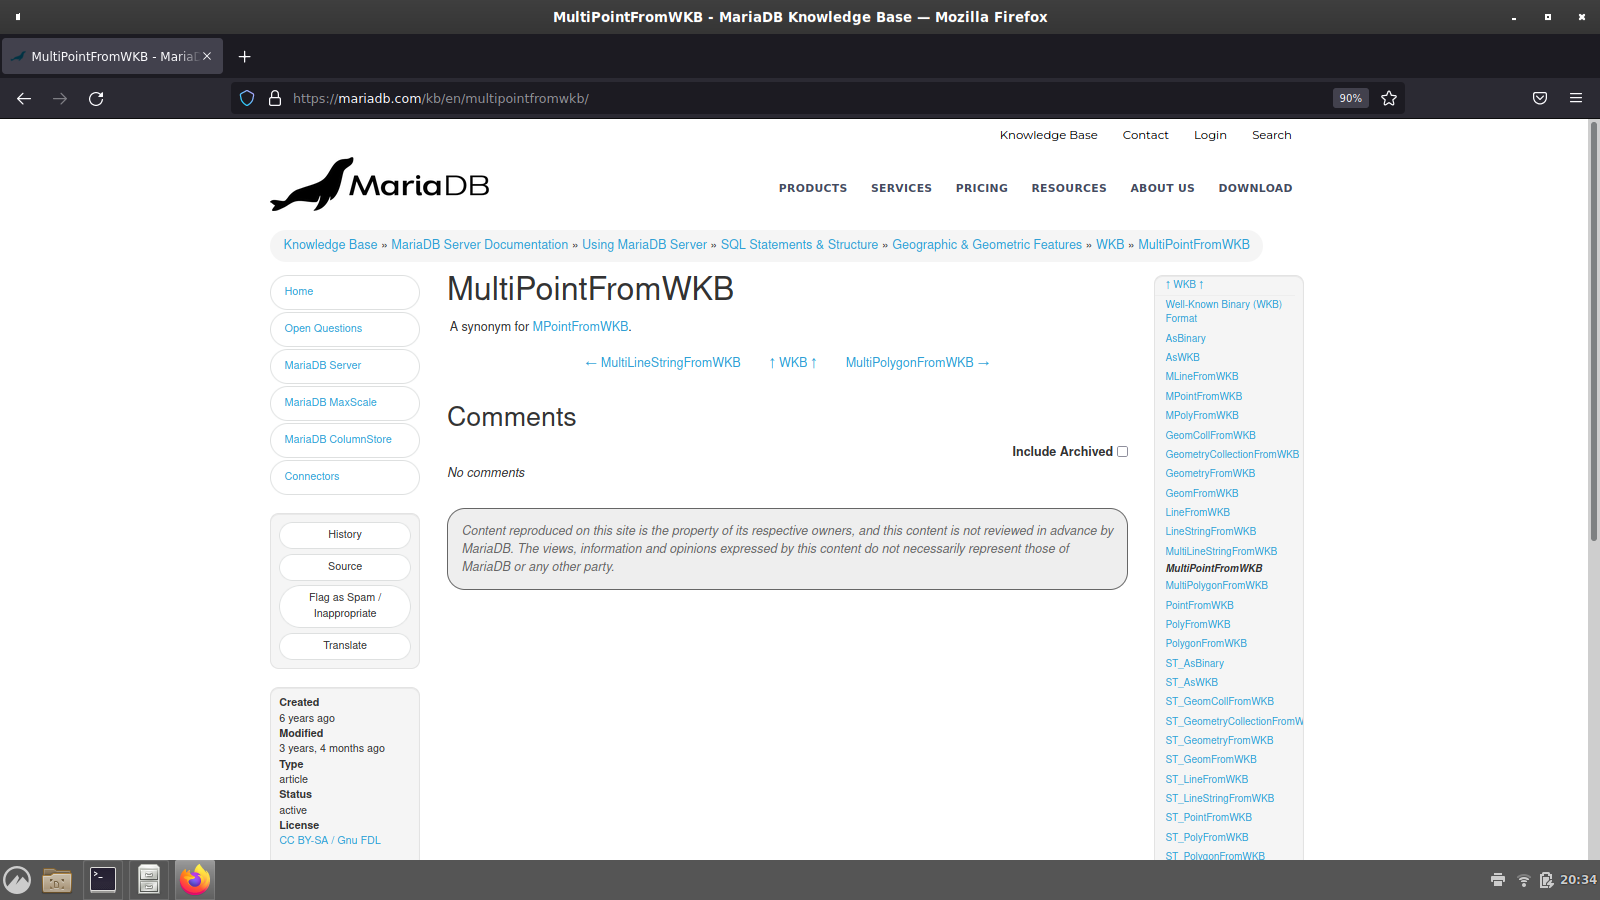 MultiPointFromWKB - MariaDB Knowledge Base — Mozilla Firefox
MultiPointFromWKB - Maria
https://mariadb.com/kb/en/multipointfromwkb/
90%
Knowledge Base
Contact
Login
Search
MariaDB
PRODUCTS
SERVICES
PRICING
RESOURCES
ABOUT US
DOWNLOAD
Knowledge Base » MariaDB Server Documentation » Using MariaDB Server » SQL Statements & Structure » Geographic & Geometric Features » WKB » MultiPointFromWKB
Home
Open Questions
MariaDB Server
MariaDB MaxScale
MariaDB ColumnStore
Connectors
History
Source
Flag as Spam /
Inappropriate
Translate
Created
6 years ago
Modified
3 years, 4 months ago
Type
article
Status
active
License
CC BY-SA / Gnu FDL
MultiPointFromWKB
A synonym for MPointFromWKB.
← MultiLineStringFromWKB
↑ WKB ↑
MultiPolygonFromWKB →
Comments
Include Archived
No comments
Content reproduced on this site is the property of its respective owners, and this content is not reviewed in advance by
MariaDB. The views, information and opinions expressed by this content do not necessarily represent those of
MariaDB or any other party.
↑ WKB ↑
Well-Known Binary (WKB)
Format
AsBinary
AsWKB
MLineFromWKB
MPointFromWKB
MPolyFromWKB
GeomCollFromWKB
GeometryCollectionFromWKB
GeometryFromWKB
GeomFromWKB
LineFromWKB
LineStringFromWKB
MultiLineStringFromWKB
MultiPointFromWKB
MultiPolygonFromWKB
PointFromWKB
PolyFromWKB
PolygonFromWKB
ST_AsBinary
ST_AsWKB
ST_GeomCollFromWKB
ST_GeometryCollectionFromW
ST_GeometryFromWKB
ST_GeomFromWKB
ST_LineFromWKB
ST_LineStringFromWKB
ST_PointFromWKB
ST_PolyFromWKB
ST_PolygonFromWKB
20:34